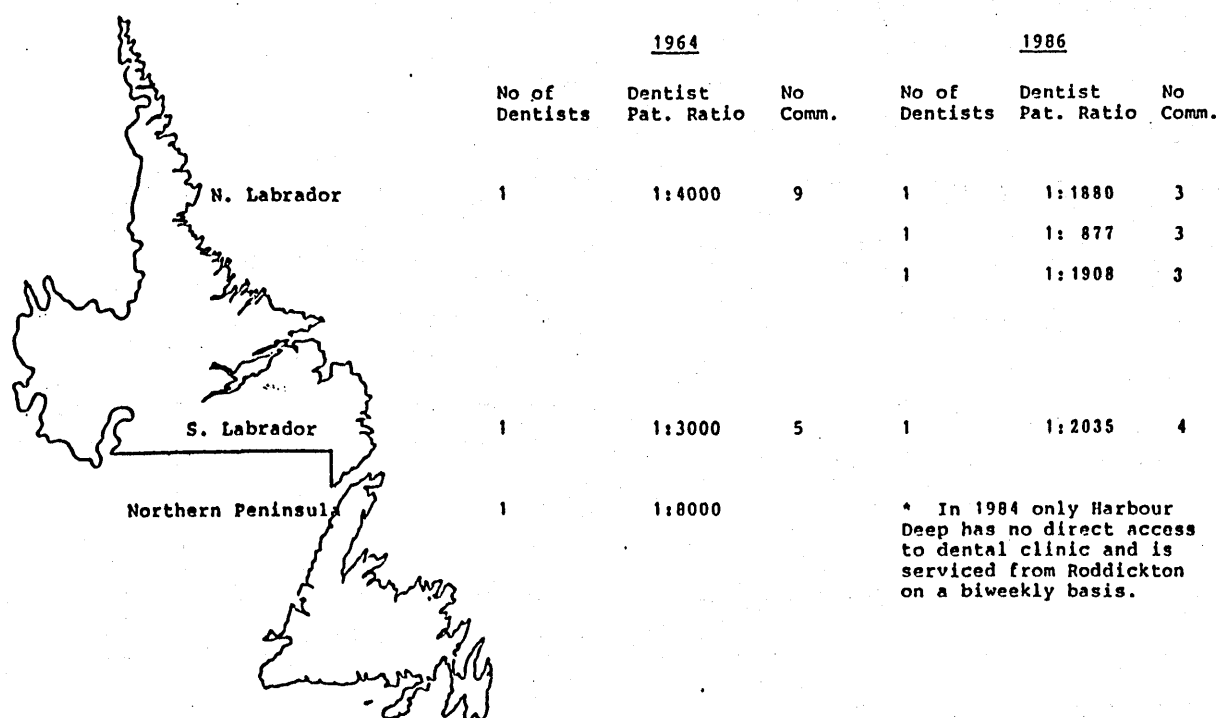 1964 1986
No of Dentist No No of Dentist No
Dentists Pat. Ratio Comm. Dentists Pat. Ratio Comm.
N. Labrador 1 1:4000 9 1 1:1880 3
1 1: 877 3
1 1:1908 3
S. Labrador 1 1:3000 5 1 1:2035 4
Northern Peninsula 1 1:8000 * In 1984 only Harbour
Deep has no direct access
to dental clinic and is
serviced from Roddickton
on a biweekly basis.